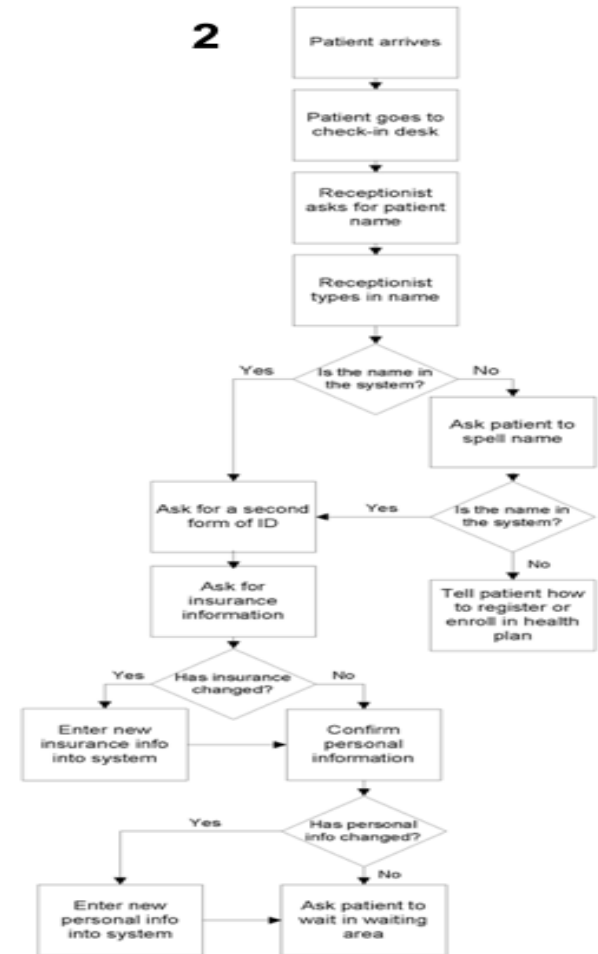 2
Patient arrives
Patient goes to
check-in desk
Receptionist
asks for patient
name
Receptionist
types in name
Is the name in
the system?
Yes
No
Ask patient to
spell name
Ask for a second
form of ID
Yes
Is the name in
the system?
No
Ask for
insurance
information
Tell patient how
to register or
enroll in health
plan
Has insurance
changed?
Yes
No
Enter new
insurance info
into system
Confirm
personal
information
Has personal
info changed?
Yes
No
Enter new
personal info
into system
Ask patient to
wait in waiting
area